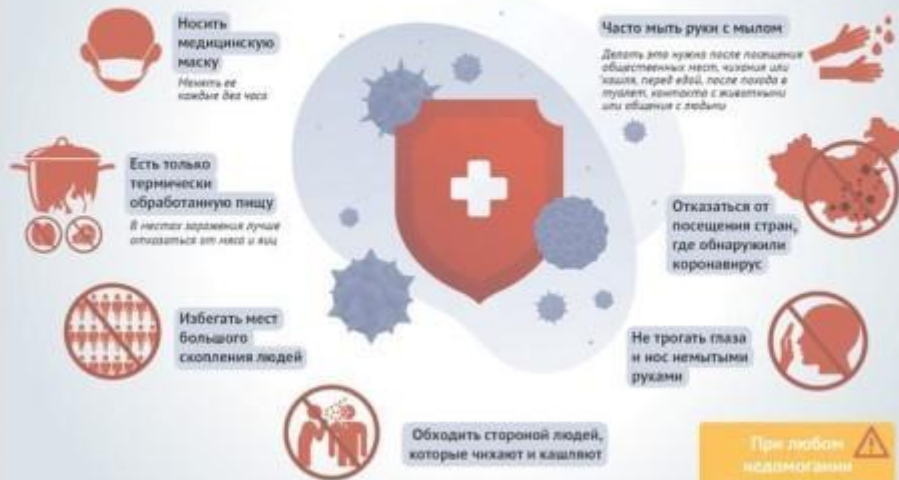 Носить
медицинскую
маску
Менять ее
каждые два часа
Часто мыть руки с мылом
Делать это нужно после посещения
общественных мест, чихания или
кашля, перед едой, после похода в
туалет, контакта с животными
или общения с людьми
Есть только
термически
обработанную пищу
В местах заражения лучше
отказаться от мяса и яиц
Отказаться от
посещения стран,
где обнаружили
коронавирус
Избегать мест
большого
скопления людей
Не трогать глаза
и нос немытыми
руками
Обходить стороной людей,
которые чихают и кашляют
При любом
недомогании